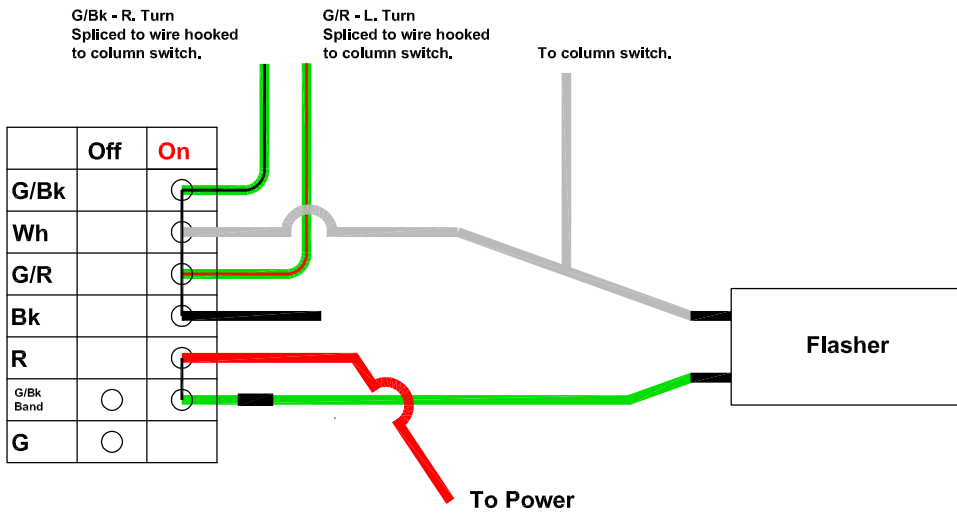 G/Bk - R. Turn
Spliced to wire hooked
to column switch.
G/R - L. Turn
Spliced to wire hooked
to column switch.
To column switch.
Off On
G/Bk
Wh
G/R
Bk
R
G/Bk
Band
G
Flasher
To Power